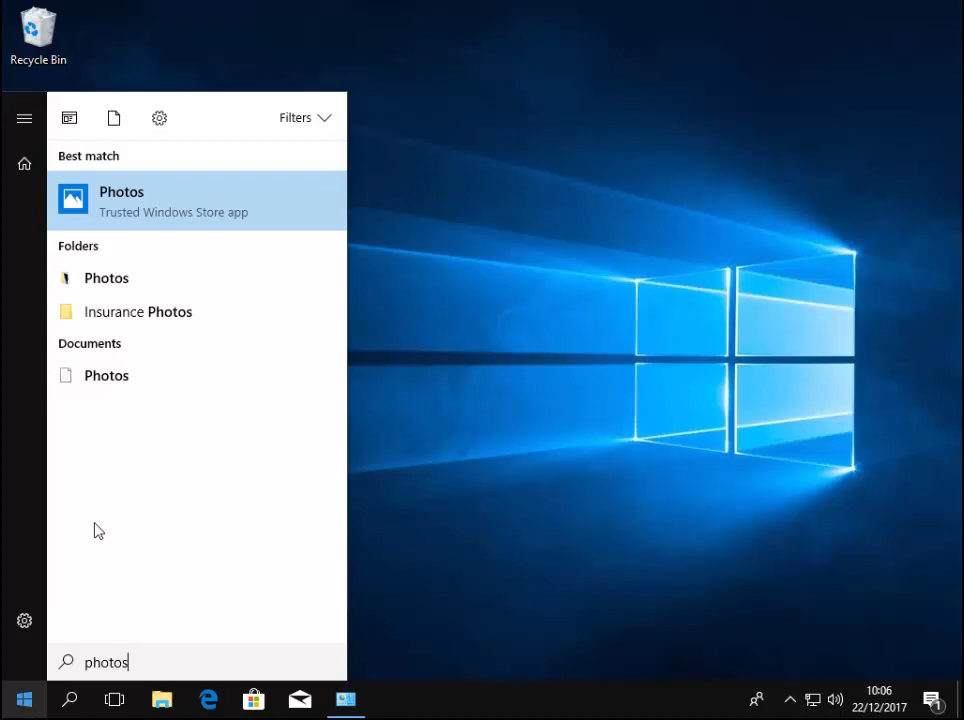 Recycle Bin
Filters
Best match
Photos
Trusted Windows Store app
Folders
Photos
Insurance Photos
Documents
Photos
photos
10:06
22/12/2017
1